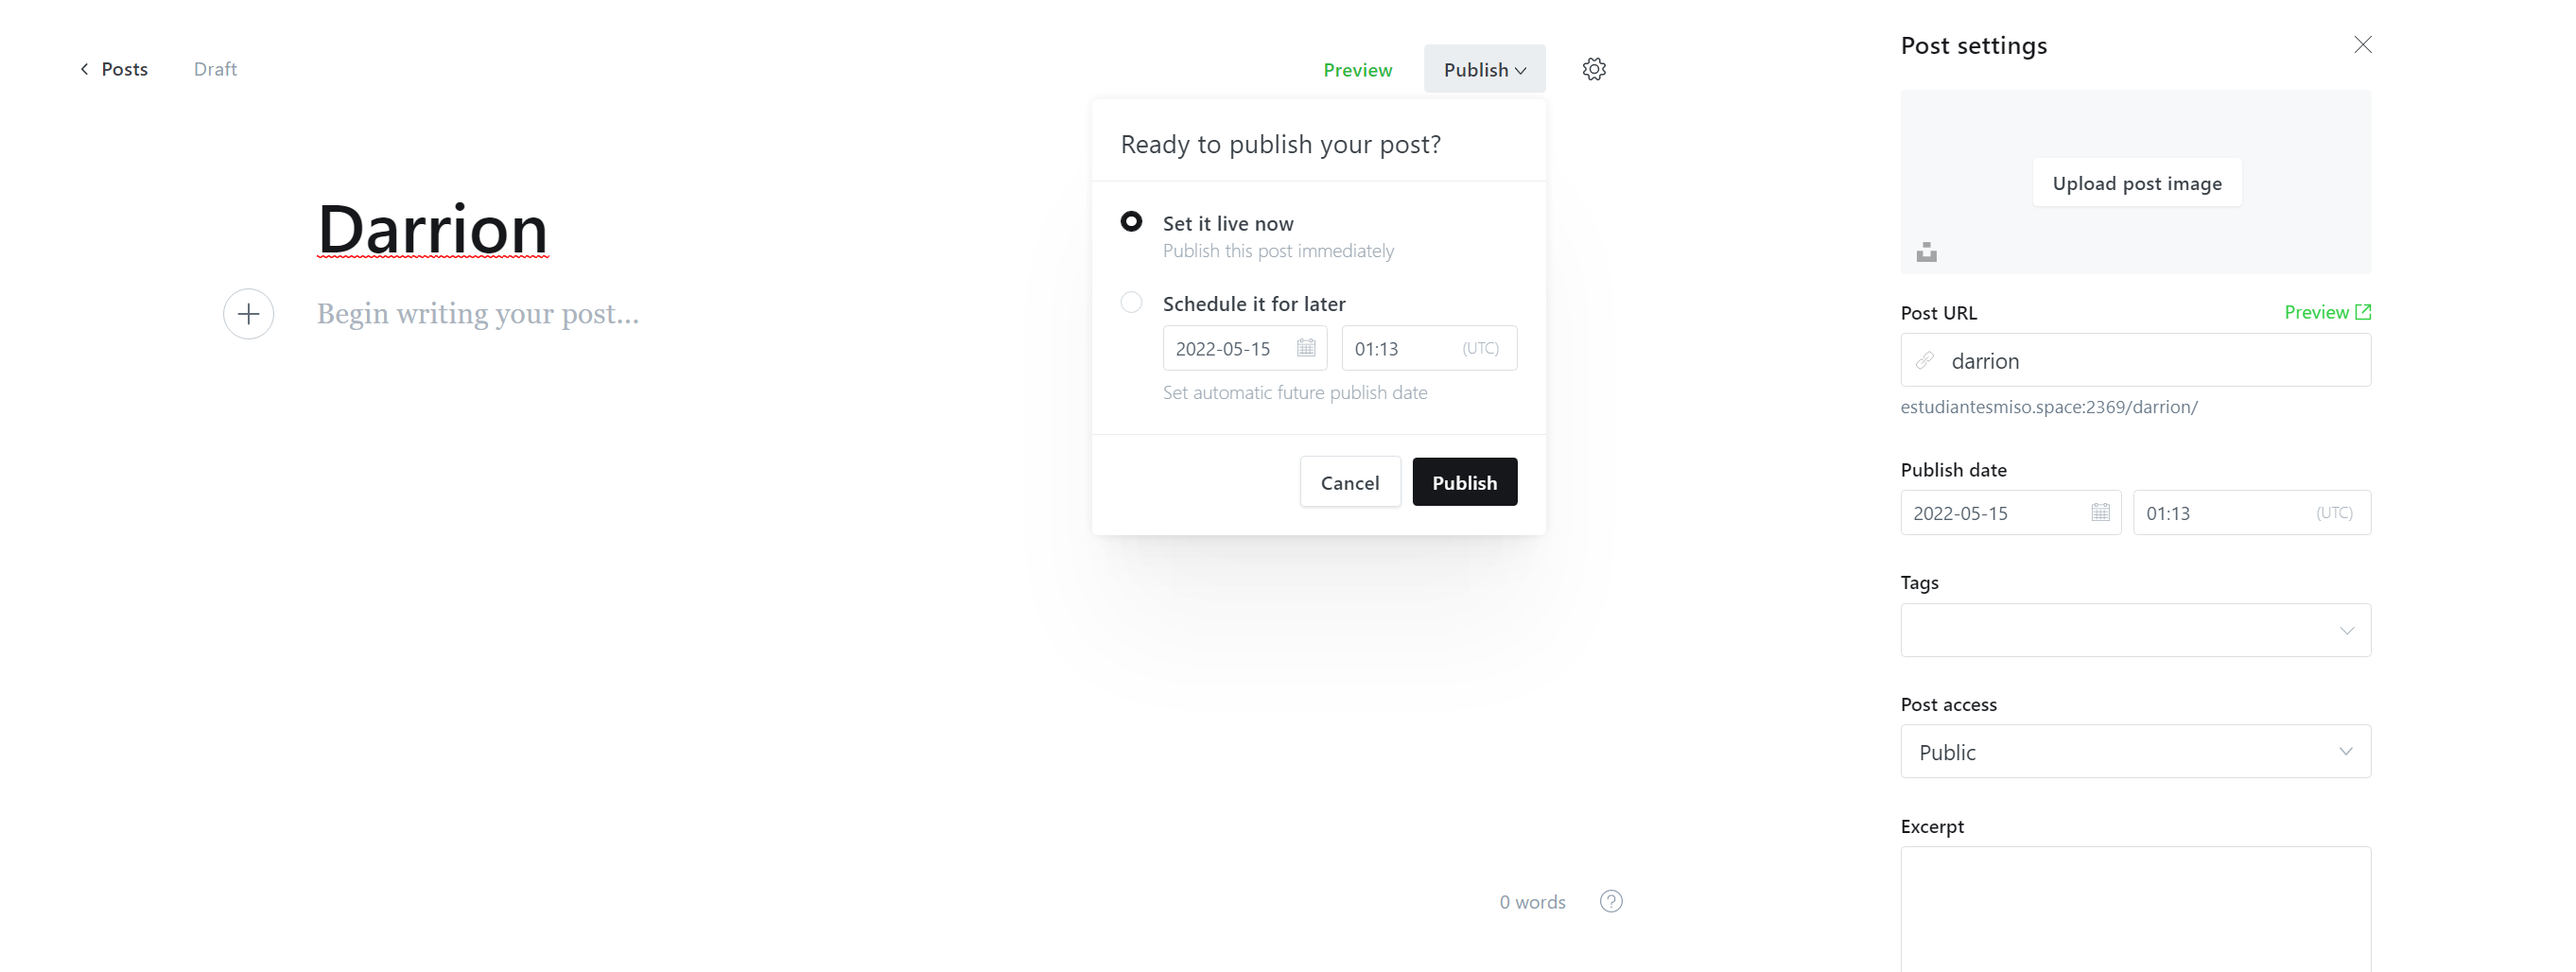 Posts
Draft
Preview
Publish
Ready to publish your post?
Darrion
Begin writing your post...
Set it live now
Publish this post immediately
Schedule it for later
2022-05-15
01:13
(UTC)
Set automatic future publish date
Cancel
Publish
0 words
?
Post settings
Upload post image
Post URL
Preview
darrion
estudiantesmiso.space:2369/darrion/
Publish date
2022-05-15
01:13
(UTC)
Tags
Post access
Public
Excerpt